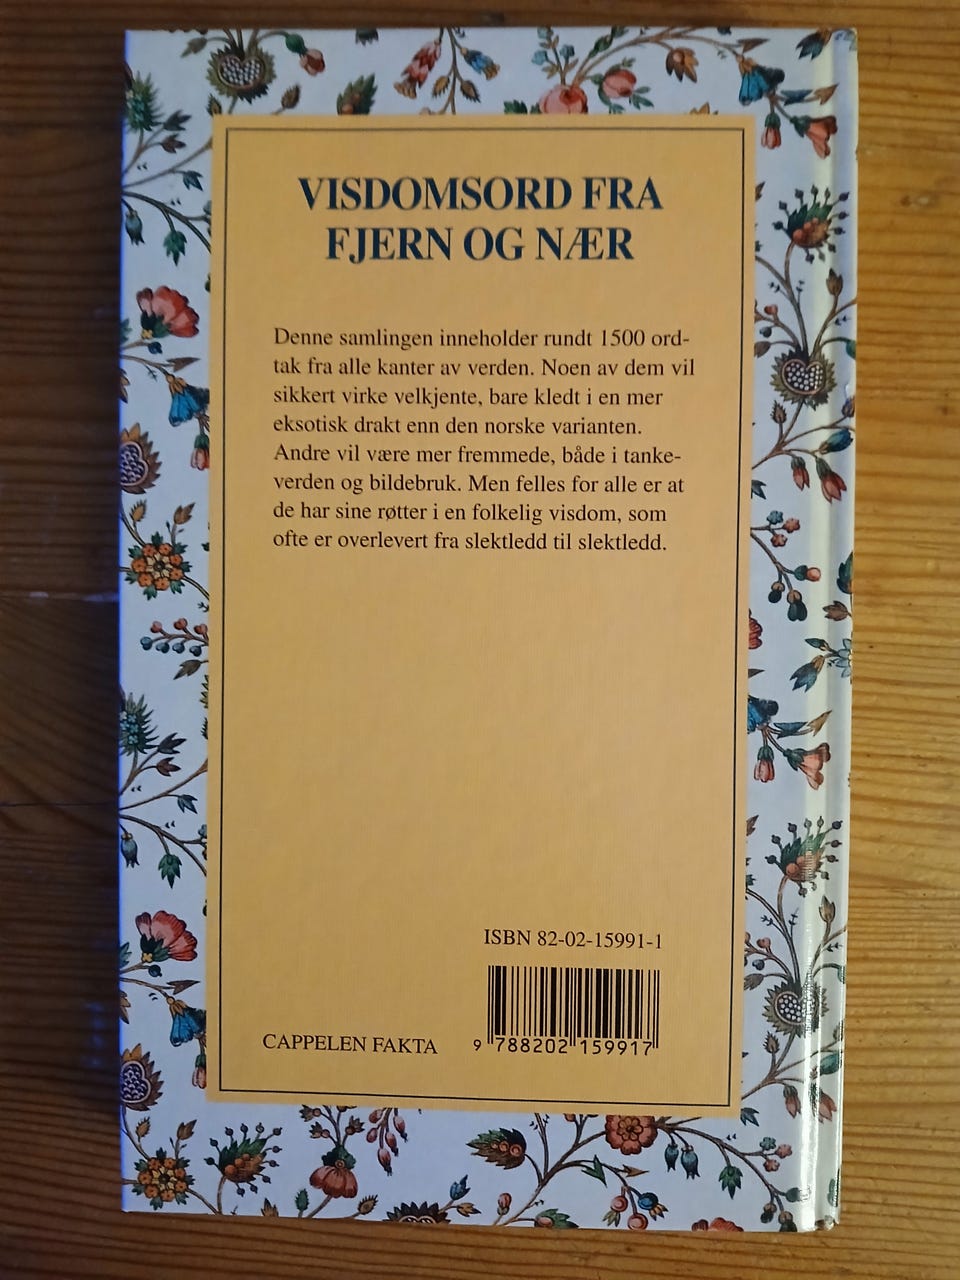 VISDOMSORD FRA
FJERN OG NÆR
Denne samlingen inneholder rundt 1500 ord-
tak fra alle kanter av verden. Noen av dem vil
sikkert virke velkjente, bare kledt i en mer
eksotisk drakt enn den norske varianten.
Andre vil være mer fremmede, både i tanke-
verden og bildebruk. Men felles for alle er at
de har sine røtter i en folkelig visdom, som
ofte er overlevert fra slektledd til slektledd.
ISBN 82-02-15991-1
CAPPELEN FAKTA
9 788202 159917